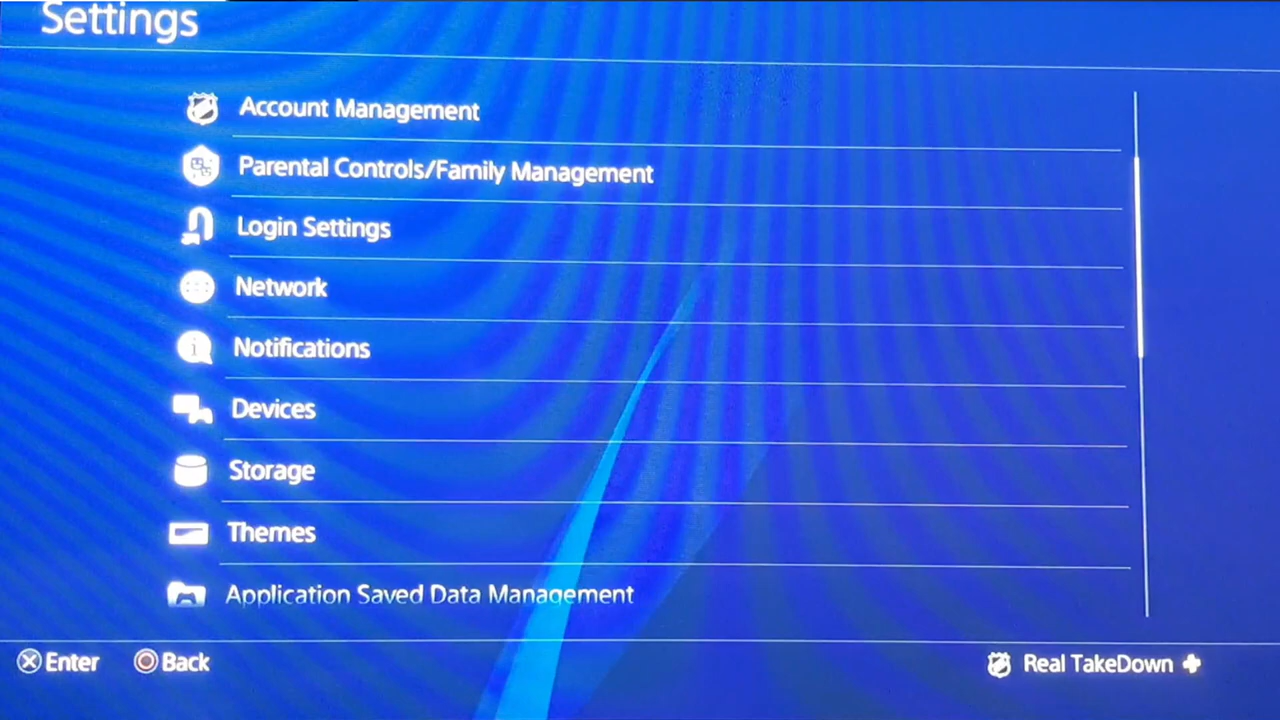 Settings
Account Management
Parental Controls/Family Management
Login Settings
Network
Notifications
Devices
Storage
Themes
Application Saved Data Management
Enter Back Real TakeDown